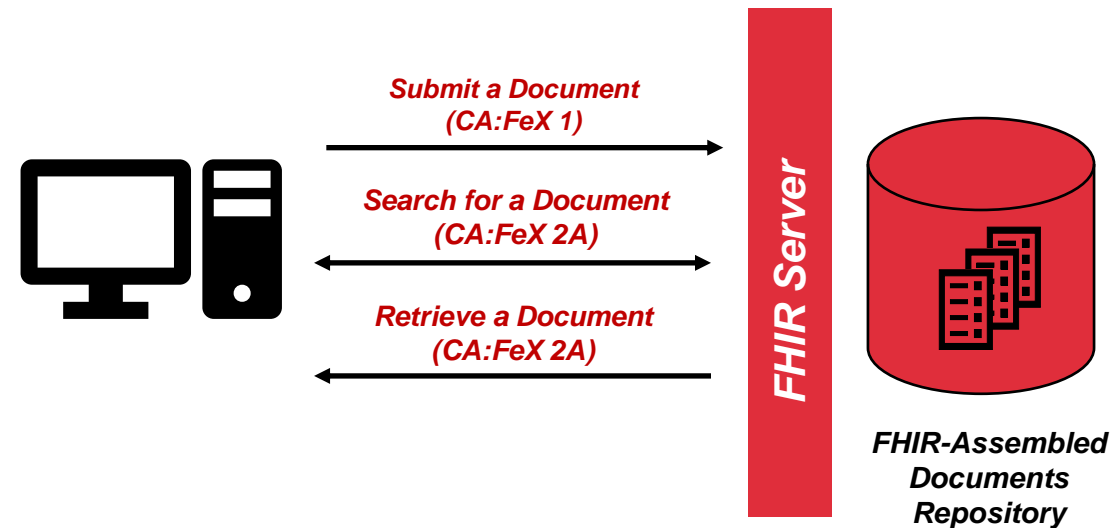 Submit a Document
(CA:FeX 1)
Search for a Document
(CA:FeX 2A)
Retrieve a Document
(CA:FeX 2A)
FHIR Server
FHIR-Assembled
Documents
Repository